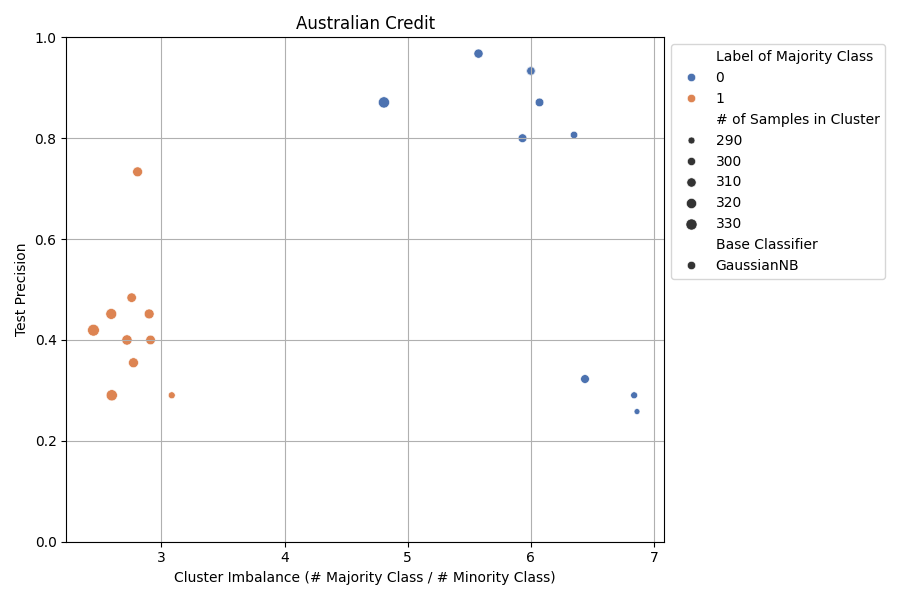 Australian Credit
Test Precision
1.0
0.8
0.6
0.4
0.2
0.0
3
4
5
6
7
Cluster Imbalance (# Majority Class / # Minority Class)
Label of Majority Class
0
1
# of Samples in Cluster
290
300
310
320
330
Base Classifier
GaussianNB